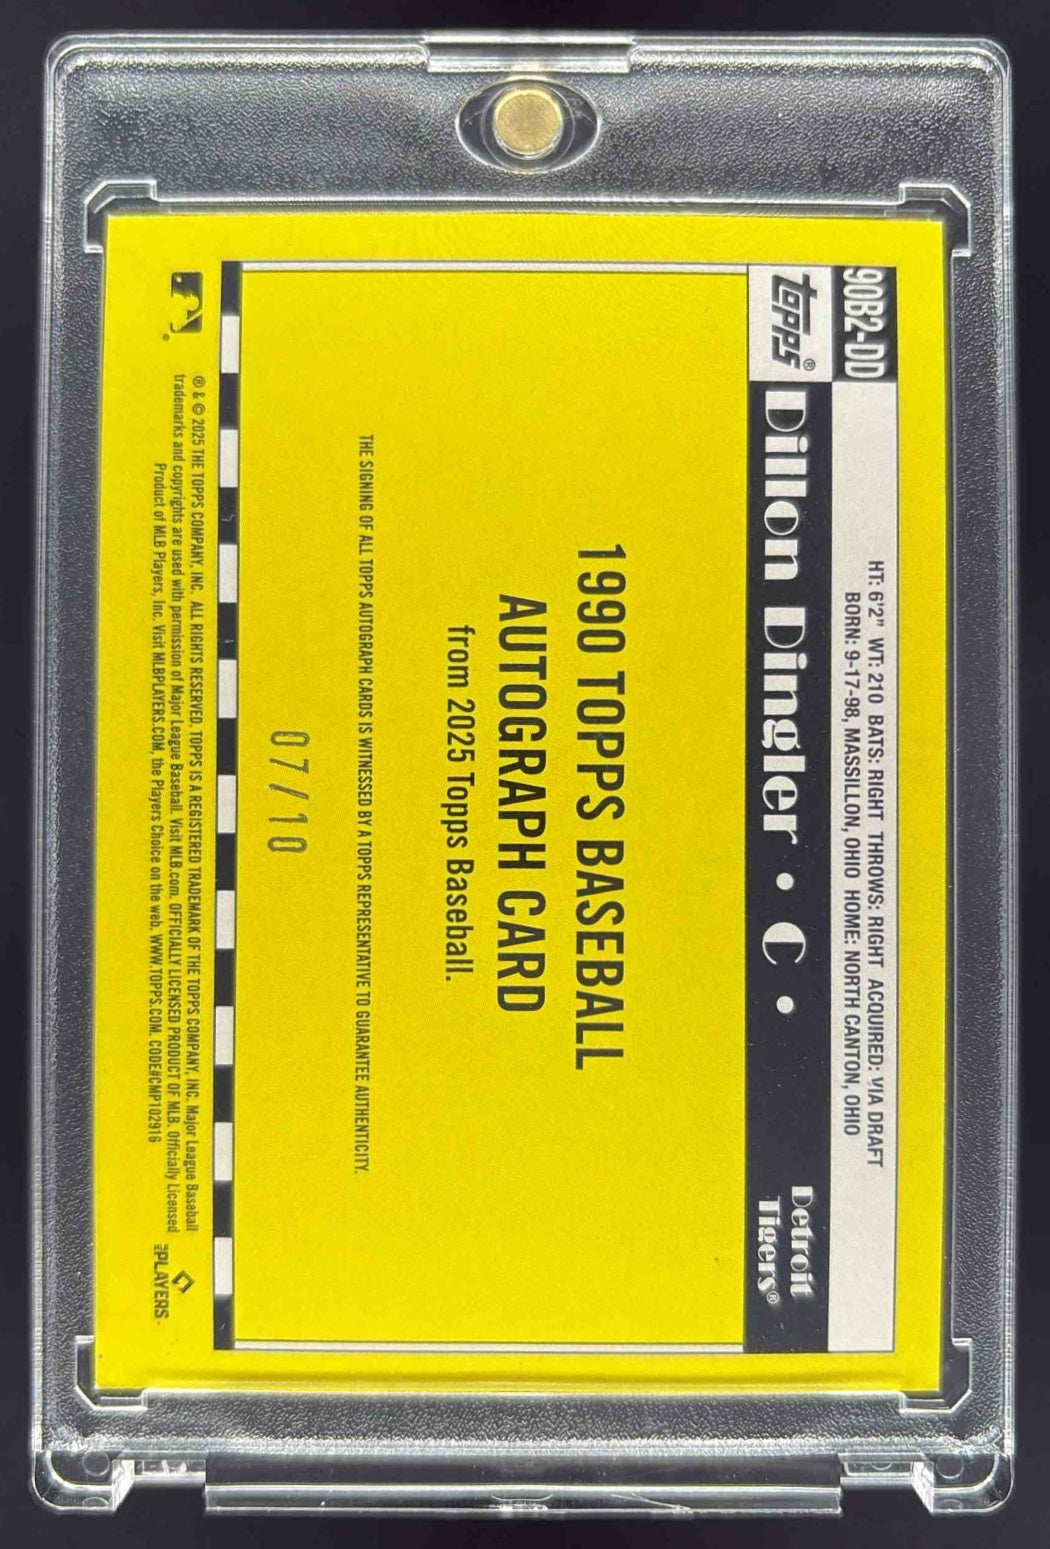 90B2-DD
HT: 6'2" WT: 210 BATS: RIGHT THROWS: RIGHT ACQUIRED: VIA DRAFT
BORN: 9-17-98, MASSILLON, OHIO HOME: NORTH CANTON, OHIO
topps®
Dillon Dingler • C •
Detroit
Tigers®
1990 TOPPS BASEBALL
AUTOGRAPH CARD
from 2025 Topps Baseball.
THE SIGNING OF ALL TOPPS AUTOGRAPH CARDS IS WITNESSED BY A TOPPS REPRESENTATIVE TO GUARANTEE AUTHENTICITY.
07/10
® & © 2025 THE TOPPS COMPANY, INC. ALL RIGHTS RESERVED. TOPPS IS A REGISTERED TRADEMARK OF THE TOPPS COMPANY, INC. Major League Baseball
trademarks and copyrights are used with permission of Major League Baseball. Visit MLB.com. OFFICIALLY LICENSED PRODUCT OF MLB. Officially Licensed
Product of MLB Players, Inc. Visit MLBPLAYERS.COM, the Players Choice on the web. WWW.TOPPS.COM. CODE#CMP102916
MLB PLAYERS